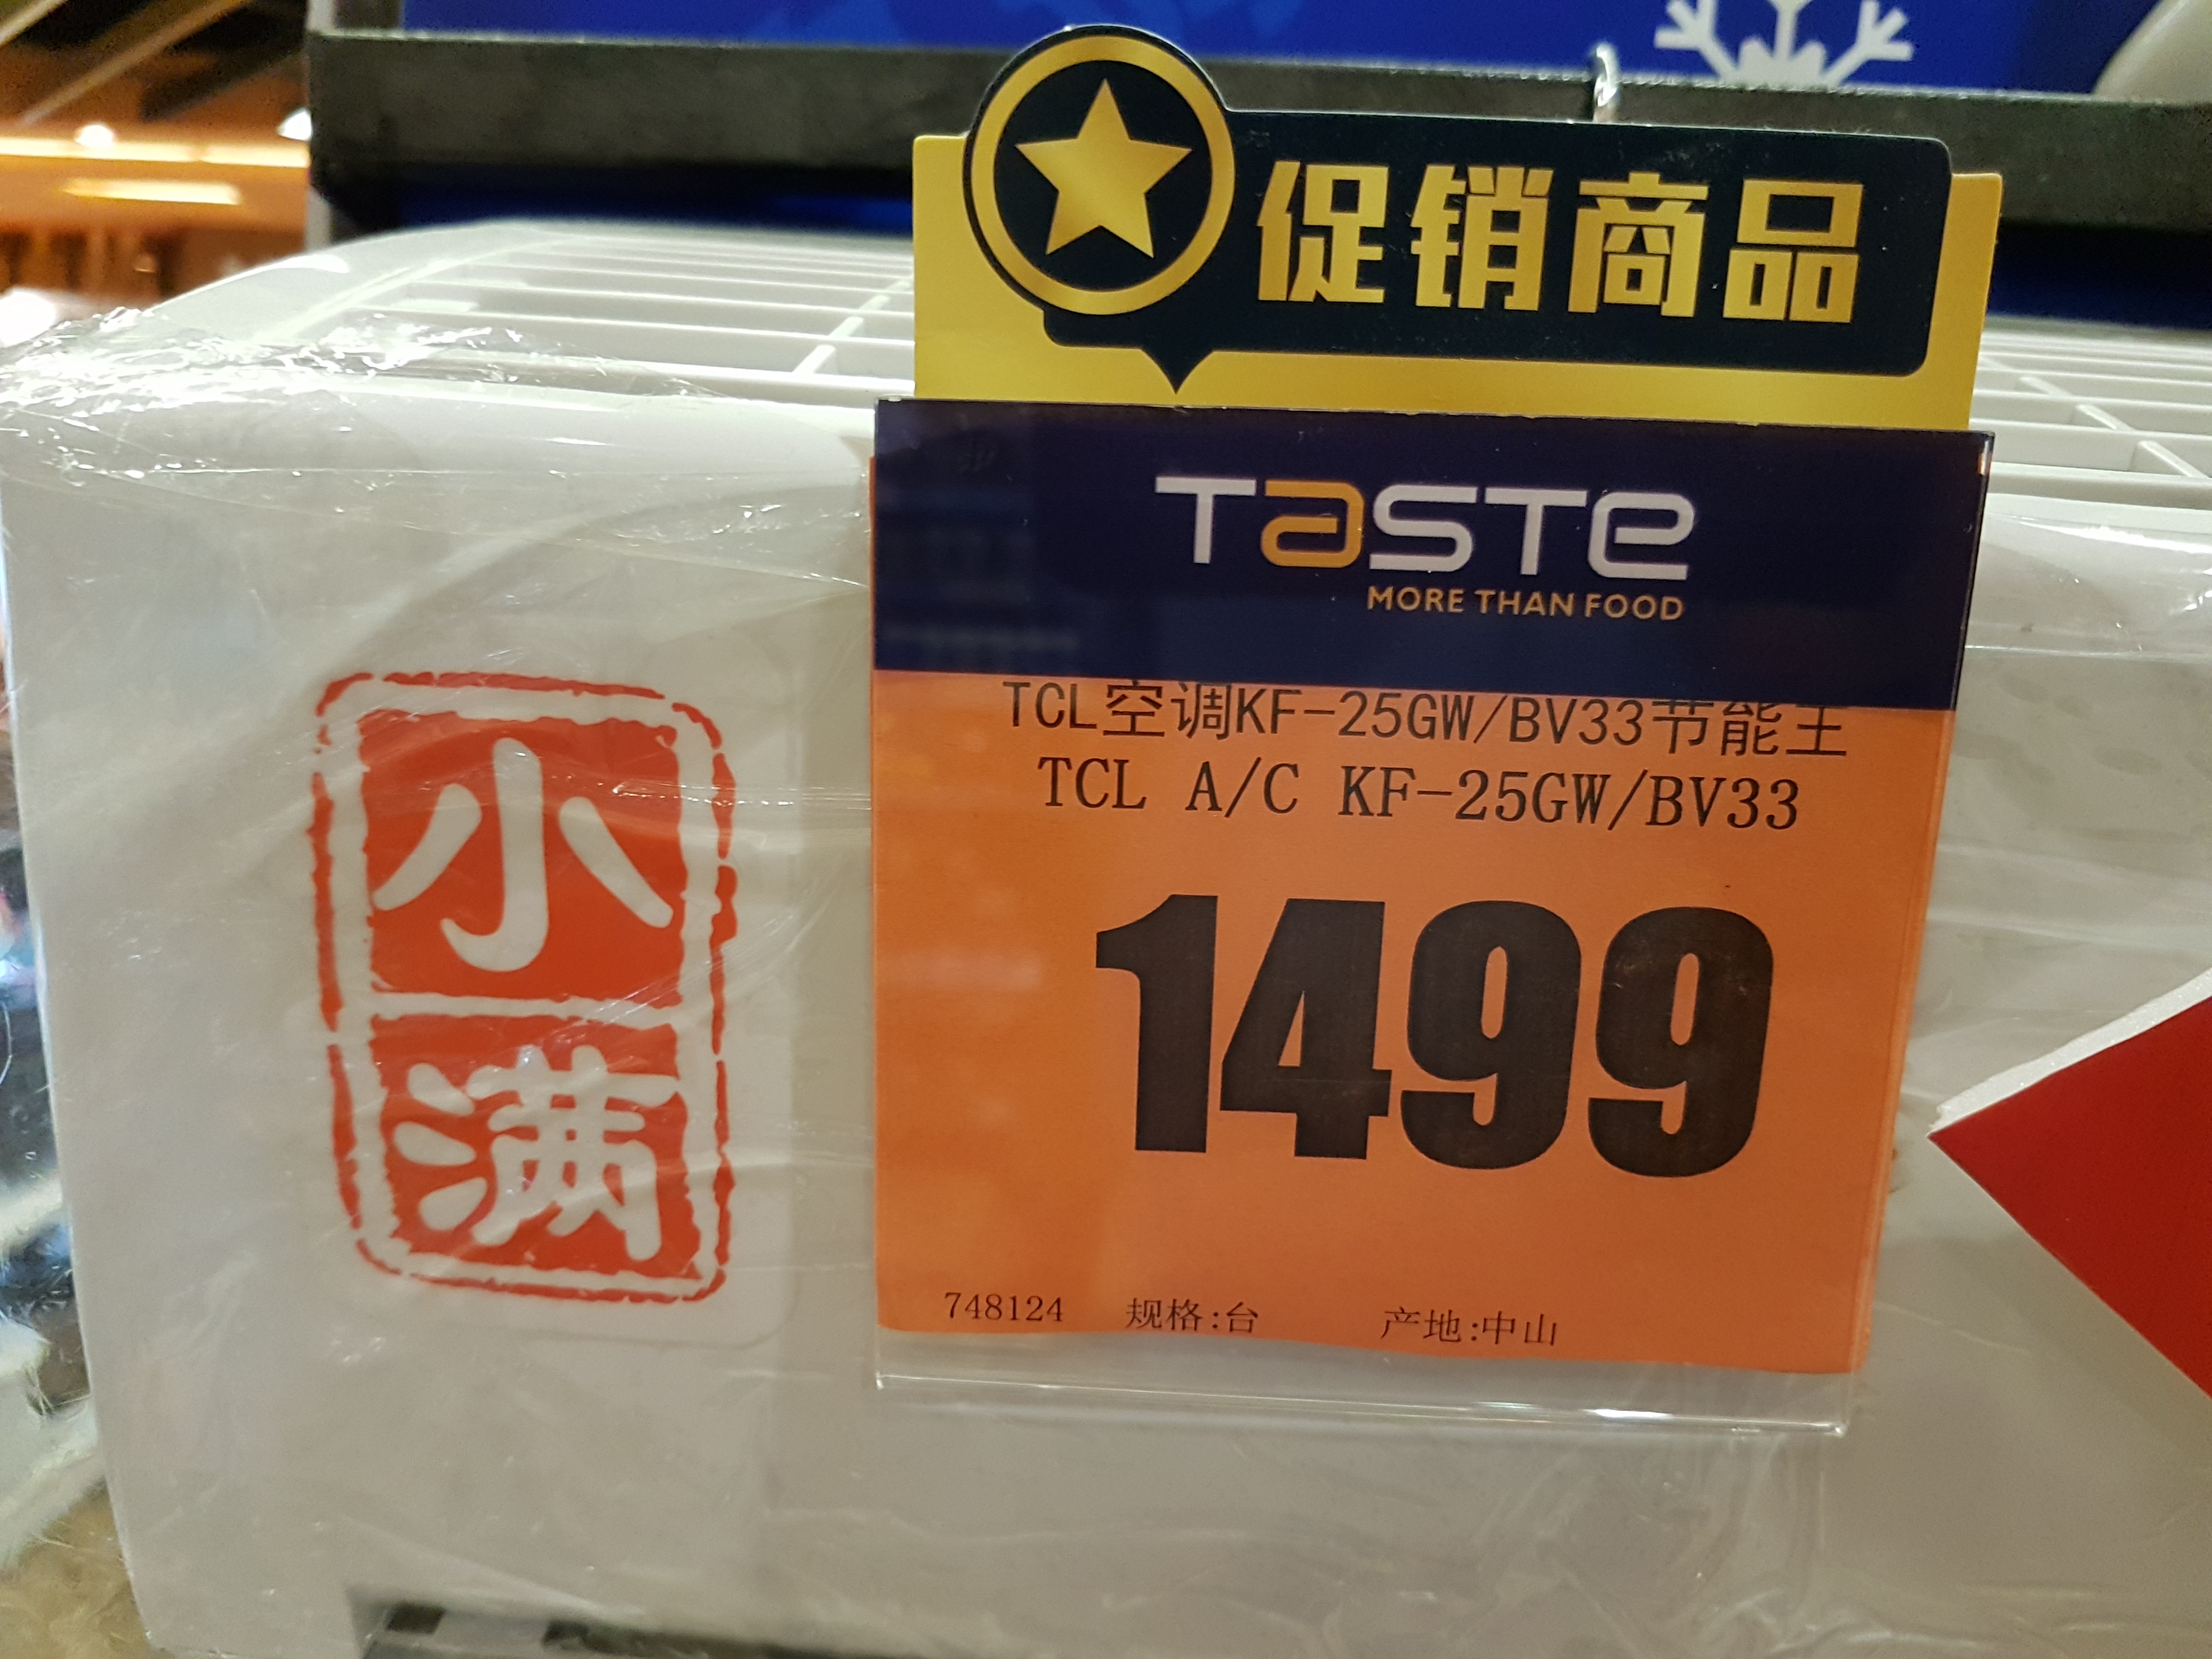 促销商品
TaSTe
MORE THAN FOOD
TCL空调KF-25GW/BV33节能王
TCL A/C KF-25GW/BV33
1499
748124 规格:台 产地:中山
小
满